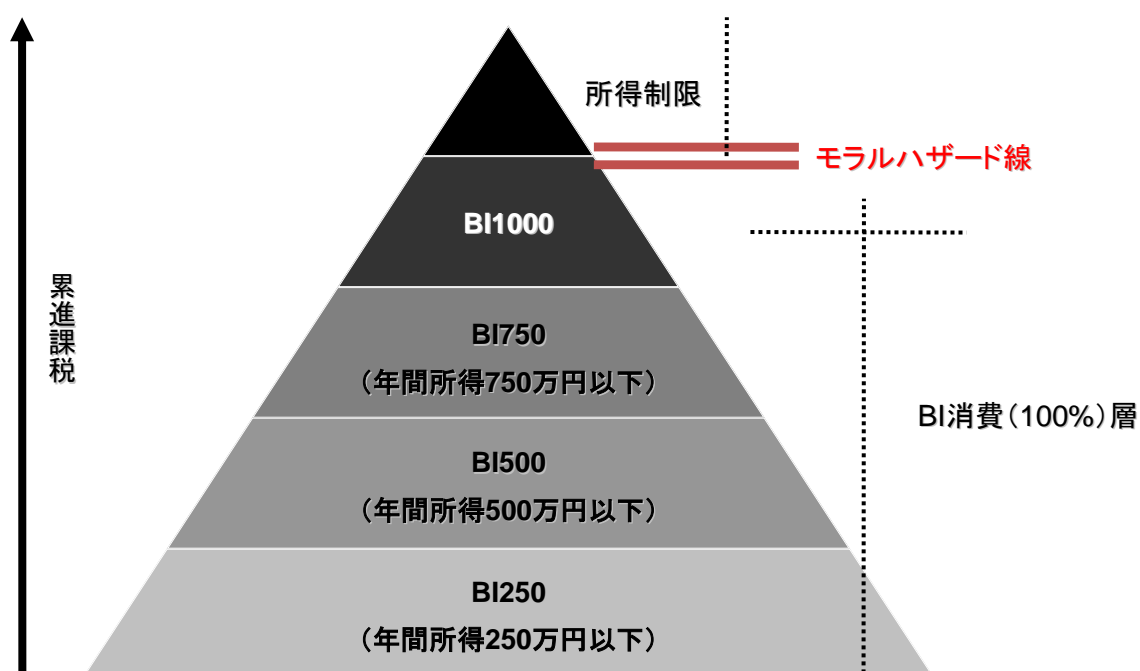 所得制限
モラルハザード線
BI1000
累進課税
BI750
（年間所得750万円以下）
BI消費（100%）層
BI500
（年間所得500万円以下）
BI250
（年間所得250万円以下）